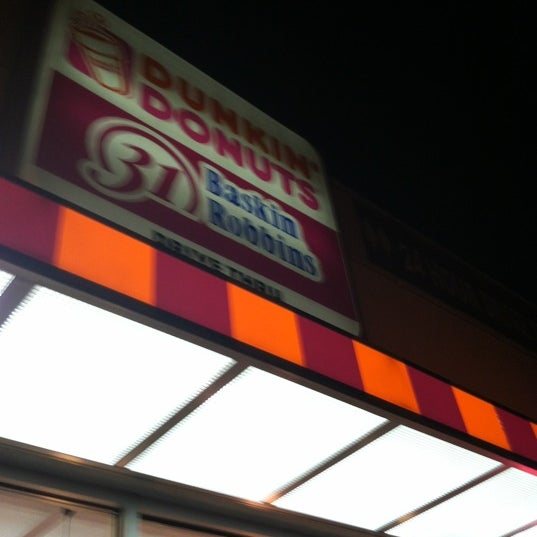 DUNKIN'
DONUTS
31 Baskin
Robbins
DRIVE THRU